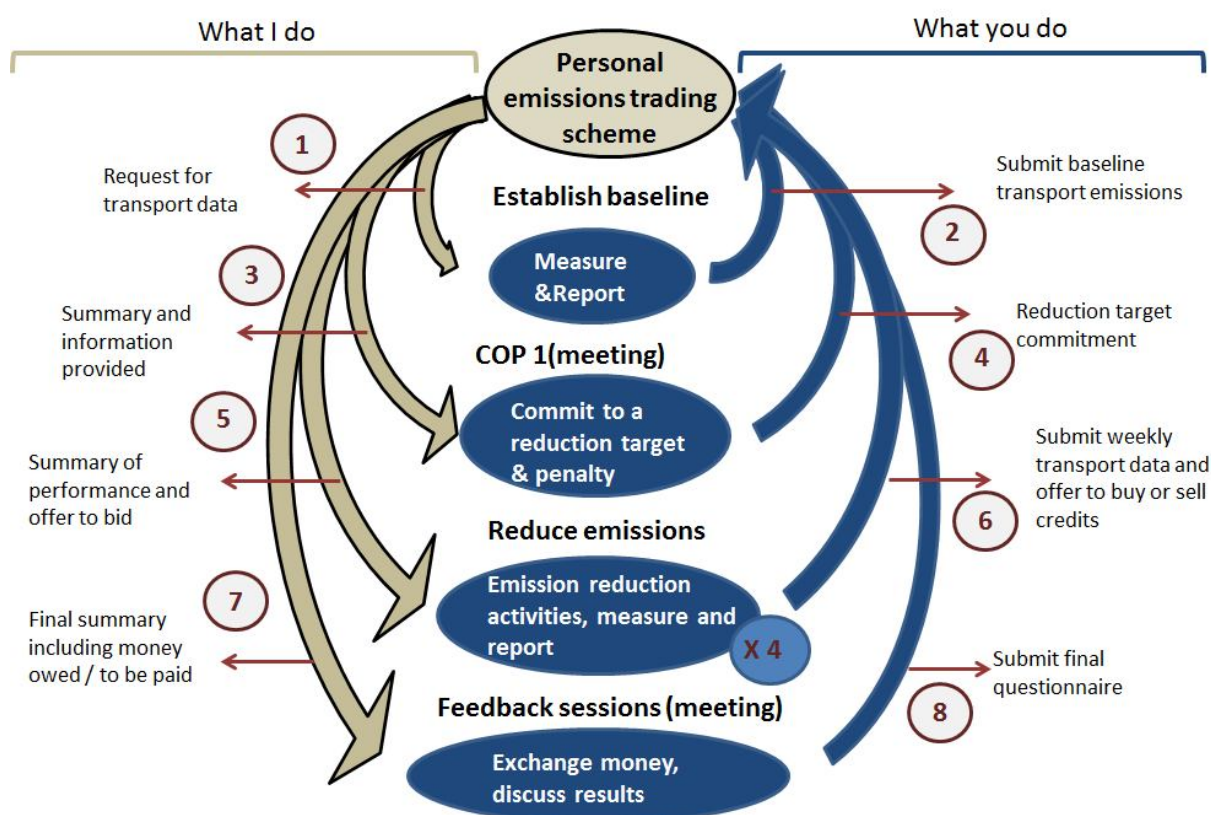 What I do
What you do
Personal
emissions trading
scheme
1
Request for
transport data
Establish baseline
Submit baseline
transport emissions
2
Measure
&Report
3
Summary and
information
provided
COP 1(meeting)
Reduction target
commitment
4
Commit to a
reduction target
& penalty
5
Summary of
performance and
offer to bid
Submit weekly
transport data and
offer to buy or sell
credits
6
Reduce emissions
Emission reduction
activities, measure and
report
X 4
7
Final summary
including money
owed / to be paid
Submit final
questionnaire
8
Feedback sessions (meeting)
Exchange money,
discuss results